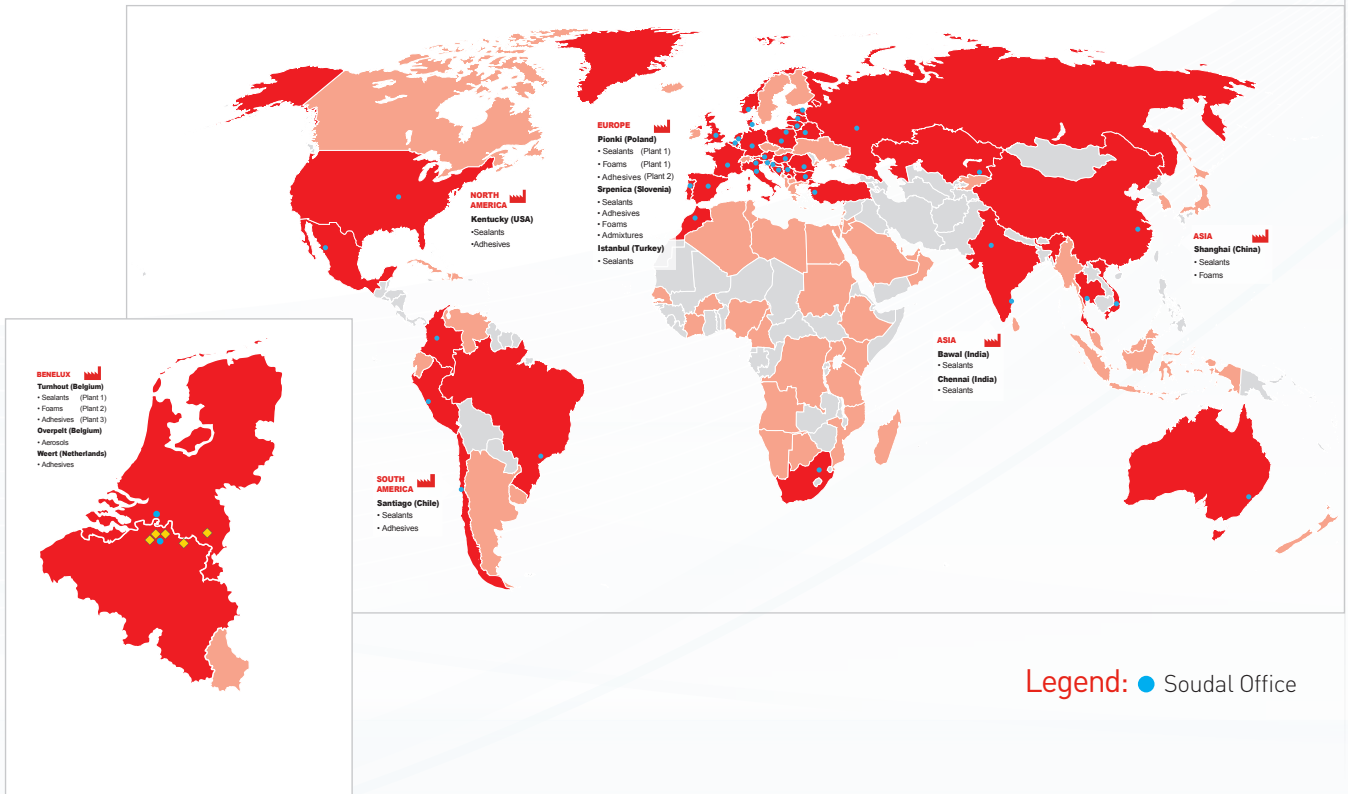 EUROPE
Pionki (Poland)
• Sealants (Plant 1)
• Foams (Plant 1)
• Adhesives (Plant 2)
Srpenica (Slovenia)
• Sealants
• Adhesives
• Foams
• Admixtures
Istanbul (Turkey)
• Sealants
NORTH
AMERICA
Kentucky (USA)
•Sealants
•Adhesives
ASIA
Shanghai (China)
• Sealants
• Foams
ASIA
Bawal (India)
• Sealants
Chennai (India)
• Sealants
BENELUX
Turnhout (Belgium)
• Sealants (Plant 1)
• Foams (Plant 2)
• Adhesives (Plant 3)
Overpelt (Belgium)
• Aerosols
Weert (Netherlands)
• Adhesives
SOUTH
AMERICA
Santiago (Chile)
• Sealants
• Adhesives
Legend: Soudal Office